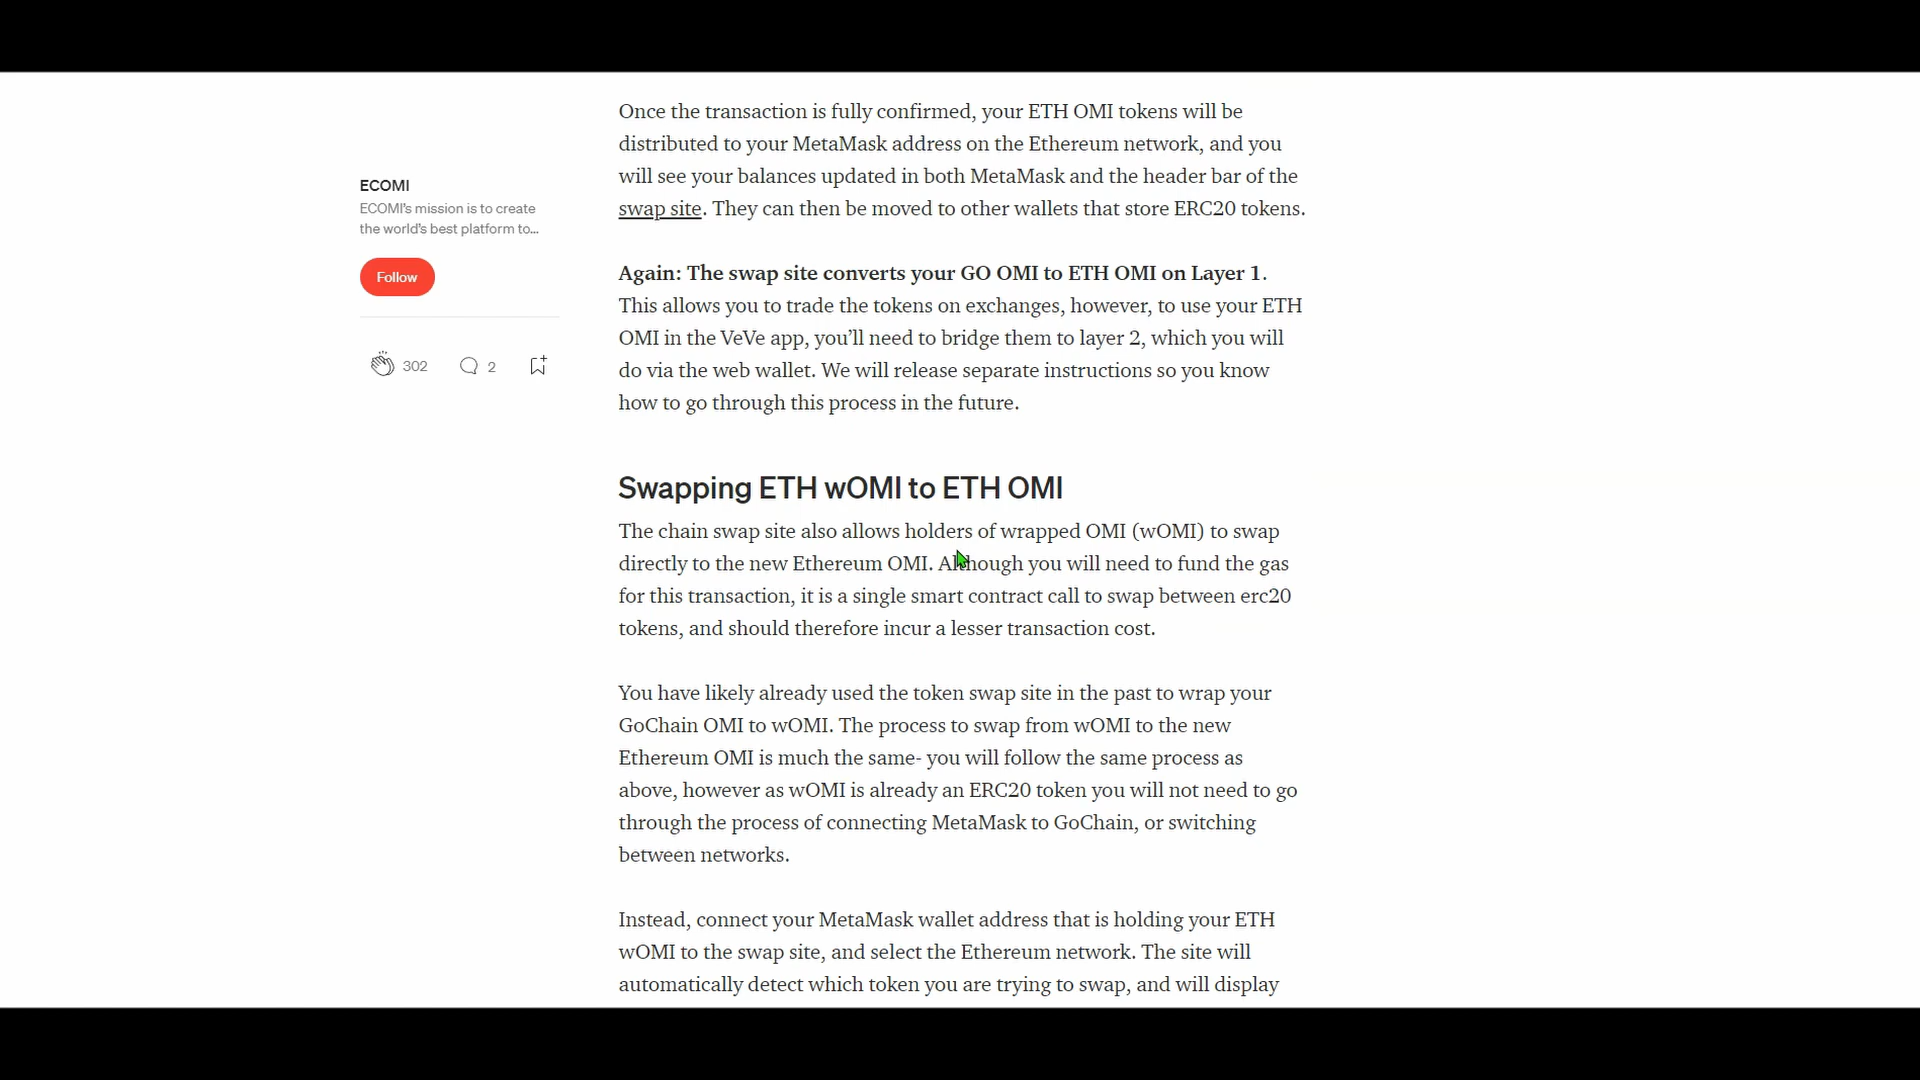 ECOMI
ECOMI's mission is to create
the world's best platform to...
Follow
302
2
Once the transaction is fully confirmed, your ETH OMI tokens will be
distributed to your MetaMask address on the Ethereum network, and you
will see your balances updated in both MetaMask and the header bar of the
swap site. They can then be moved to other wallets that store ERC20 tokens.
Again: The swap site converts your GO OMI to ETH OMI on Layer 1.
This allows you to trade the tokens on exchanges, however, to use your ETH
OMI in the VeVe app, you’ll need to bridge them to layer 2, which you will
do via the web wallet. We will release separate instructions so you know
how to go through this process in the future.
Swapping ETH wOMI to ETH OMI
The chain swap site also allows holders of wrapped OMI (wOMI) to swap
directly to the new Ethereum OMI. Although you will need to fund the gas
for this transaction, it is a single smart contract call to swap between erc20
tokens, and should therefore incur a lesser transaction cost.
You have likely already used the token swap site in the past to wrap your
GoChain OMI to wOMI. The process to swap from wOMI to the new
Ethereum OMI is much the same- you will follow the same process as
above, however as wOMI is already an ERC20 token you will not need to go
through the process of connecting MetaMask to GoChain, or switching
between networks.
Instead, connect your MetaMask wallet address that is holding your ETH
wOMI to the swap site, and select the Ethereum network. The site will
automatically detect which token you are trying to swap, and will display